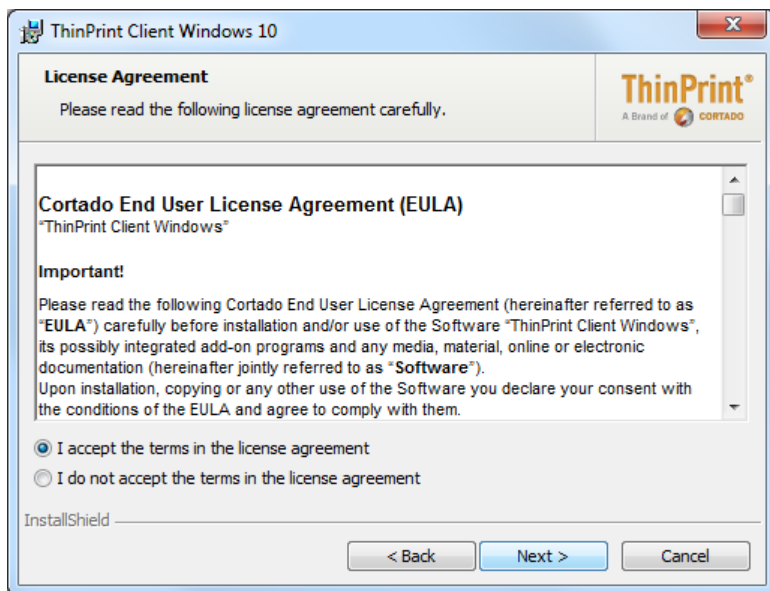 ThinPrint Client Windows 10
License Agreement
Please read the following license agreement carefully.
ThinPrint®
A Brand of CORTADO
Cortado End User License Agreement (EULA)
“ThinPrint Client Windows”
Important!
Please read the following Cortado End User License Agreement (hereinafter referred to as
“EULA”) carefully before installation and/or use of the Software “ThinPrint Client Windows”,
its possibly integrated add-on programs and any media, material, online or electronic
documentation (hereinafter jointly referred to as “Software”).
Upon installation, copying or any other use of the Software you declare your consent with
the conditions of the EULA and agree to comply with them.
I accept the terms in the license agreement
I do not accept the terms in the license agreement
InstallShield
< Back Next > Cancel